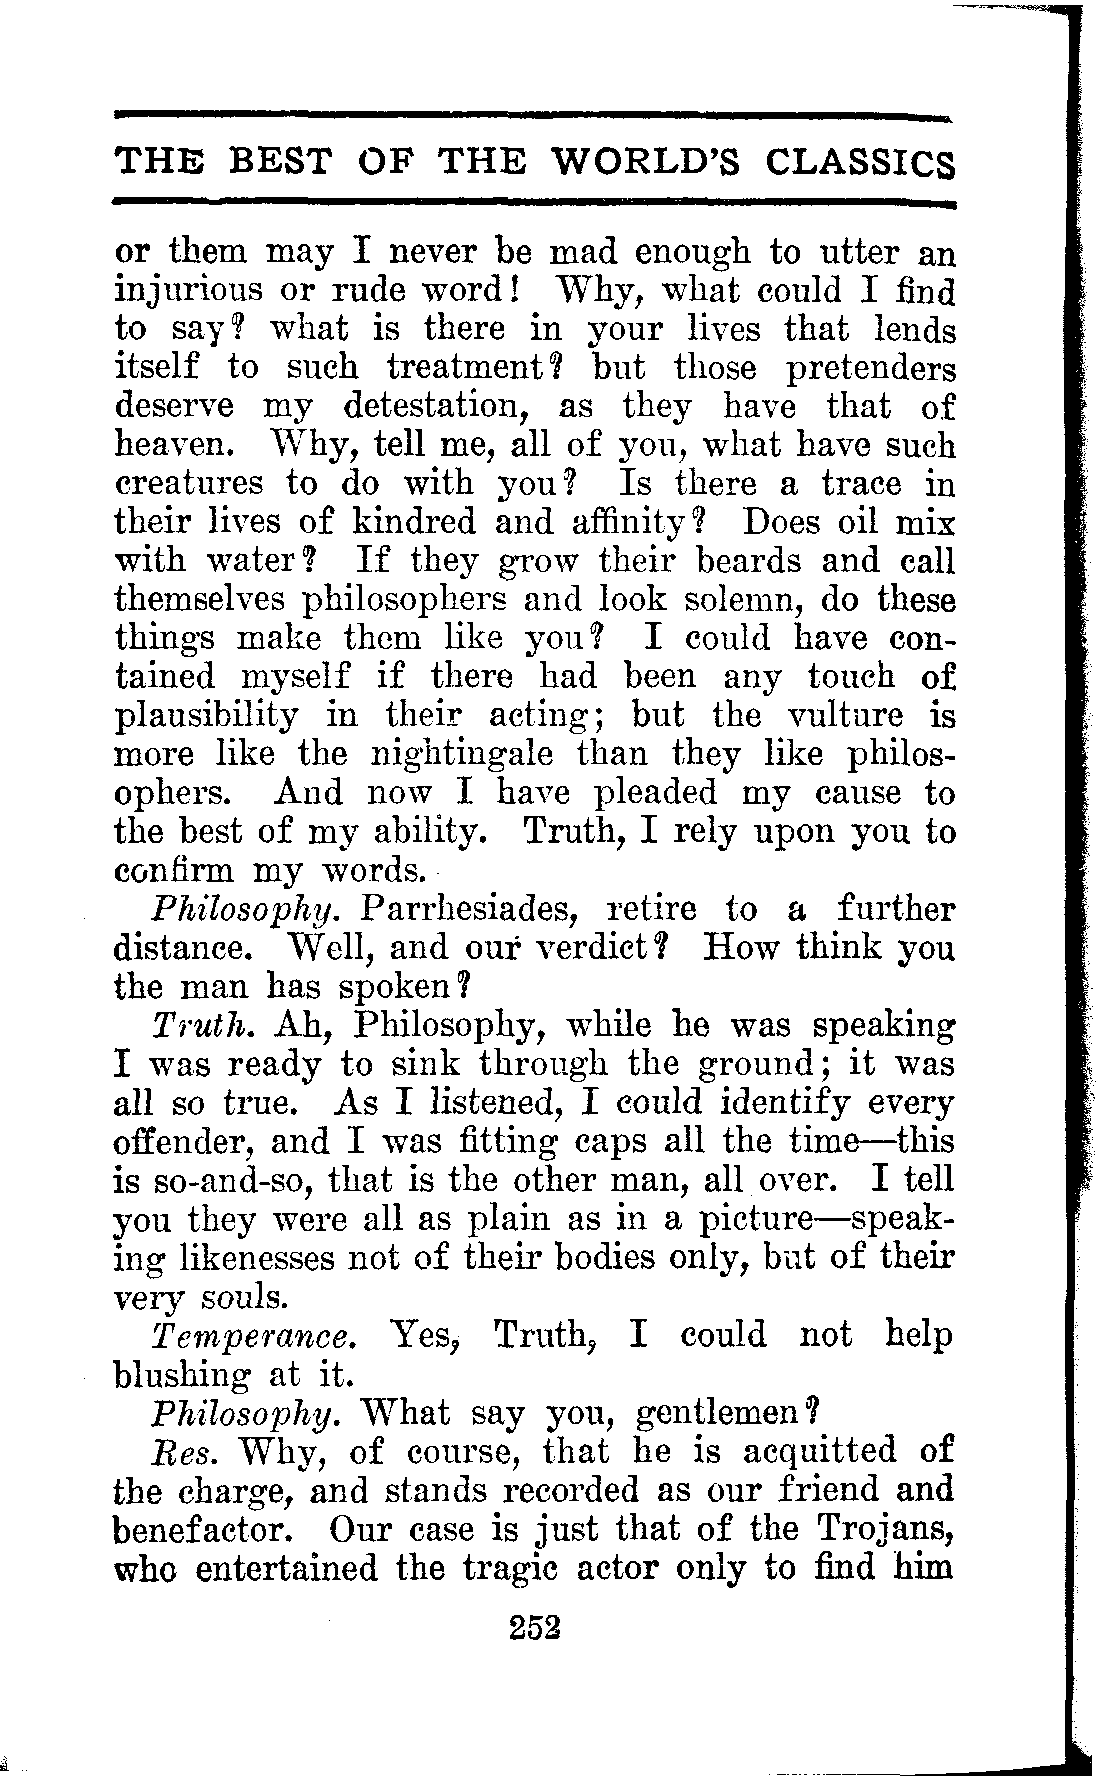 THE BEST OF THE WORLD'S CLASSICS
or them may I never be mad enough to utter an
injurious or rude word! Why, what could I find
to say? what is there in your lives that lends
itself to such treatment? but those pretenders
deserve my detestation, as they have that of
heaven. Why, tell me, all of you, what have such
creatures to do with you? Is there a trace in
their lives of kindred and affinity? Does oil mix
with water? If they grow their beards and call
themselves philosophers and look solemn, do these
things make them like you? I could have con-
tained myself if there had been any touch of
plausibility in their acting; but the vulture is
more like the nightingale than they like philos-
ophers. And now I have pleaded my cause to
the best of my ability. Truth, I rely upon you to
confirm my words.
Philosophy. Parrhesiades, retire to a further
distance. Well, and our verdict? How think you
the man has spoken?
Truth. Ah, Philosophy, while he was speaking
I was ready to sink through the ground; it was
all so true. As I listened, I could identify every
offender, and I was fitting caps all the time—this
is so-and-so, that is the other man, all over. I tell
you they were all as plain as in a picture—speak-
ing likenesses not of their bodies only, but of their
very souls.
Temperance. Yes, Truth, I could not help
blushing at it.
Philosophy. What say you, gentlemen?
Res. Why, of course, that he is acquitted of
the charge, and stands recorded as our friend and
benefactor. Our case is just that of the Trojans,
who entertained the tragic actor only to find him
252